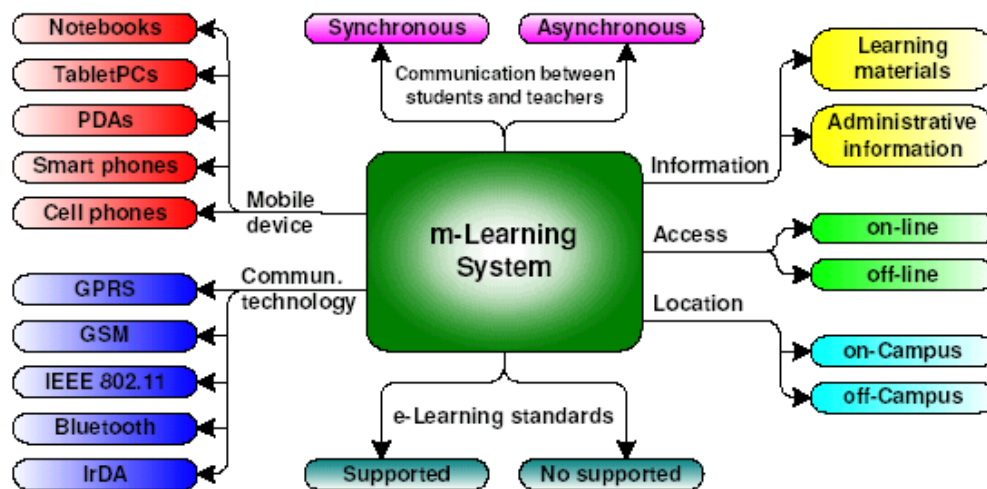 Notebooks
TabletPCs
PDAs
Smart phones
Cell phones
Mobile
device
Commun.
technology
GPRS
GSM
IEEE 802.11
Bluetooth
IrDA
Synchronous
Asynchronous
Communication between
students and teachers
m-Learning
System
e-Learning standards
Supported
No supported
Information
Learning
materials
Administrative
information
Access
on-line
off-line
Location
on-Campus
off-Campus